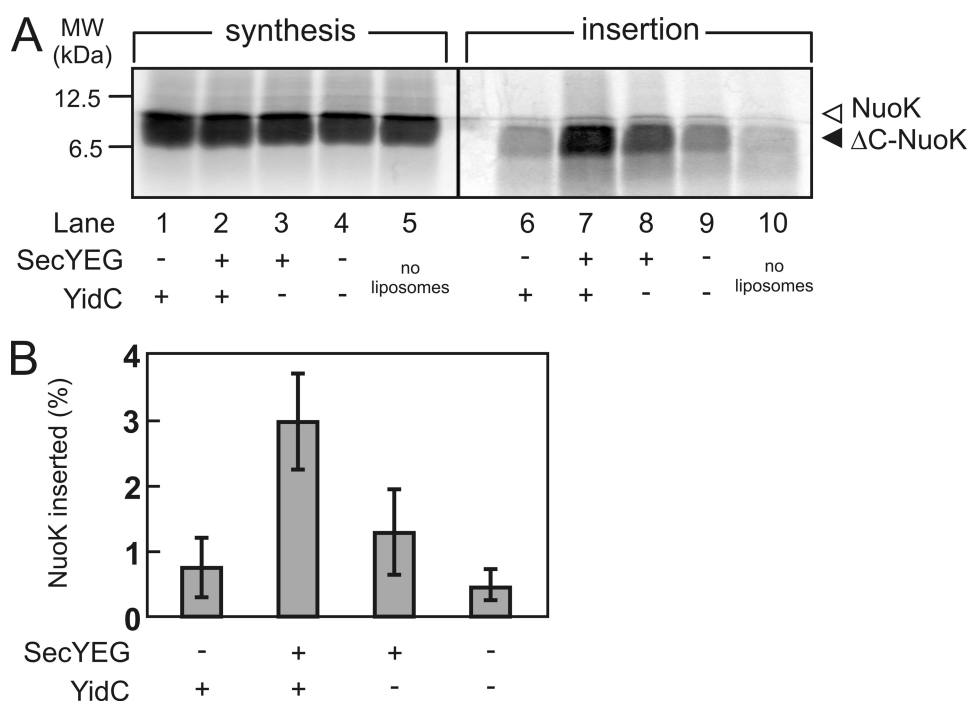 A
MW
(kDa)
synthesis
insertion
12.5
6.5
NuoK
ΔC-NuoK
Lane 1 2 3 4 5 6 7 8 9 10
SecYEG - + + - no liposomes - + + - no liposomes
YidC + + - - + + - -
B
NuoK inserted (%)
4
3
2
1
0
SecYEG - + + -
YidC + + - -